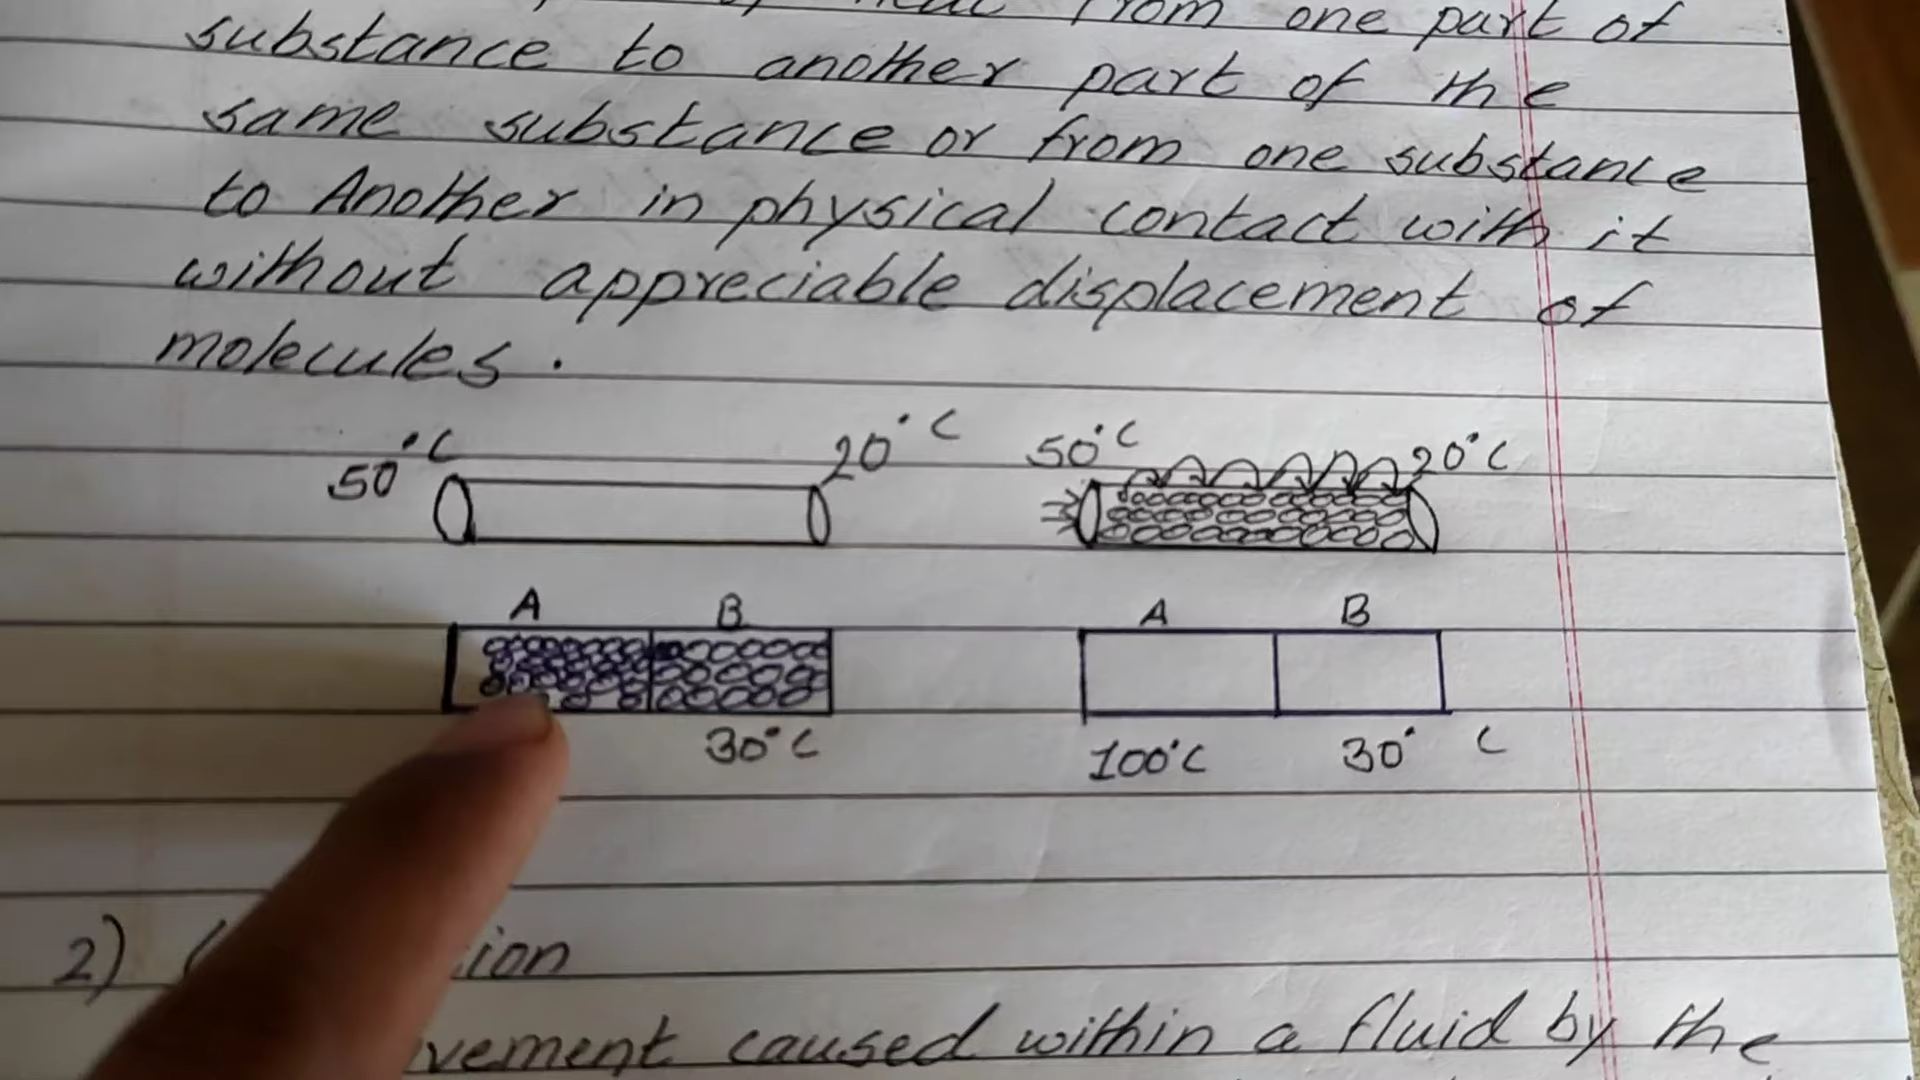 from one part of
substance to another part of the
same substance or from one substance
to Another in physical contact with it
without appreciable displacement of
molecules.
50°C 20°C 50°C 20°C
A B A B
30°C 100°C 30°C
2)
caused within a fluid by the